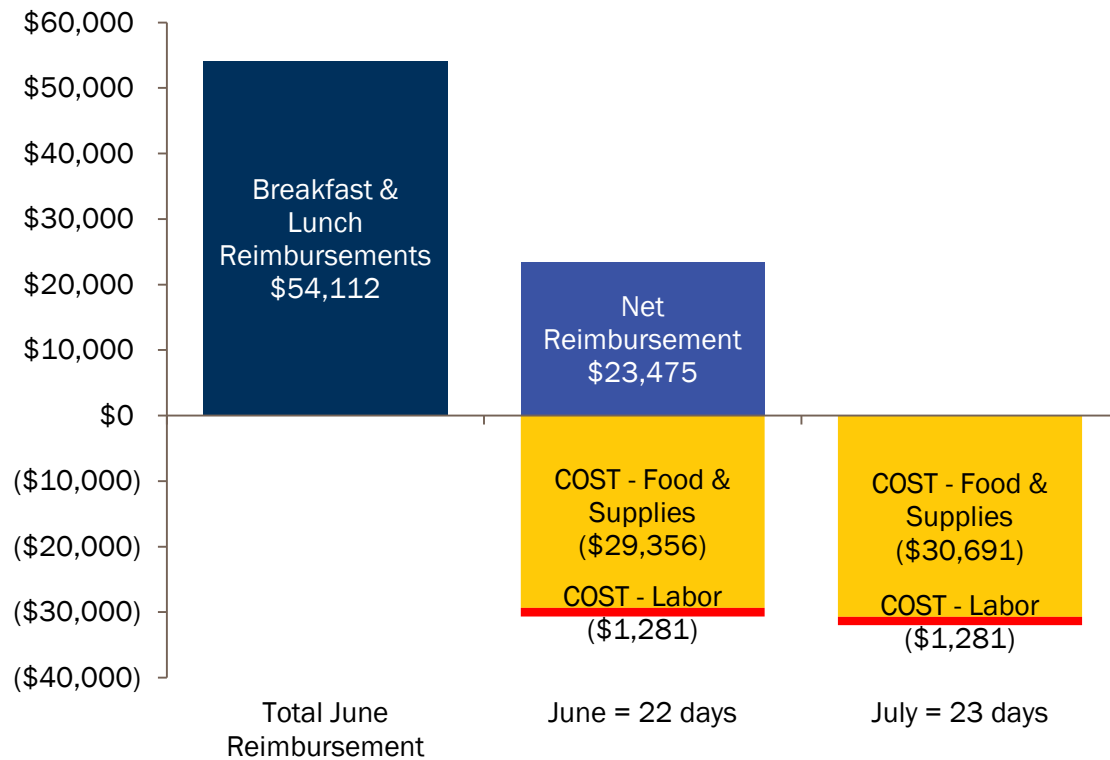 $60,000
$50,000
$40,000
$30,000
$20,000
$10,000
$0
($10,000)
($20,000)
($30,000)
($40,000)
Breakfast &
Lunch
Reimbursements
$54,112
Net
Reimbursement
$23,475
COST - Food &
Supplies
($29,356)
COST - Labor
($1,281)
COST - Food &
Supplies
($30,691)
COST - Labor
($1,281)
Total June
Reimbursement
June = 22 days
July = 23 days